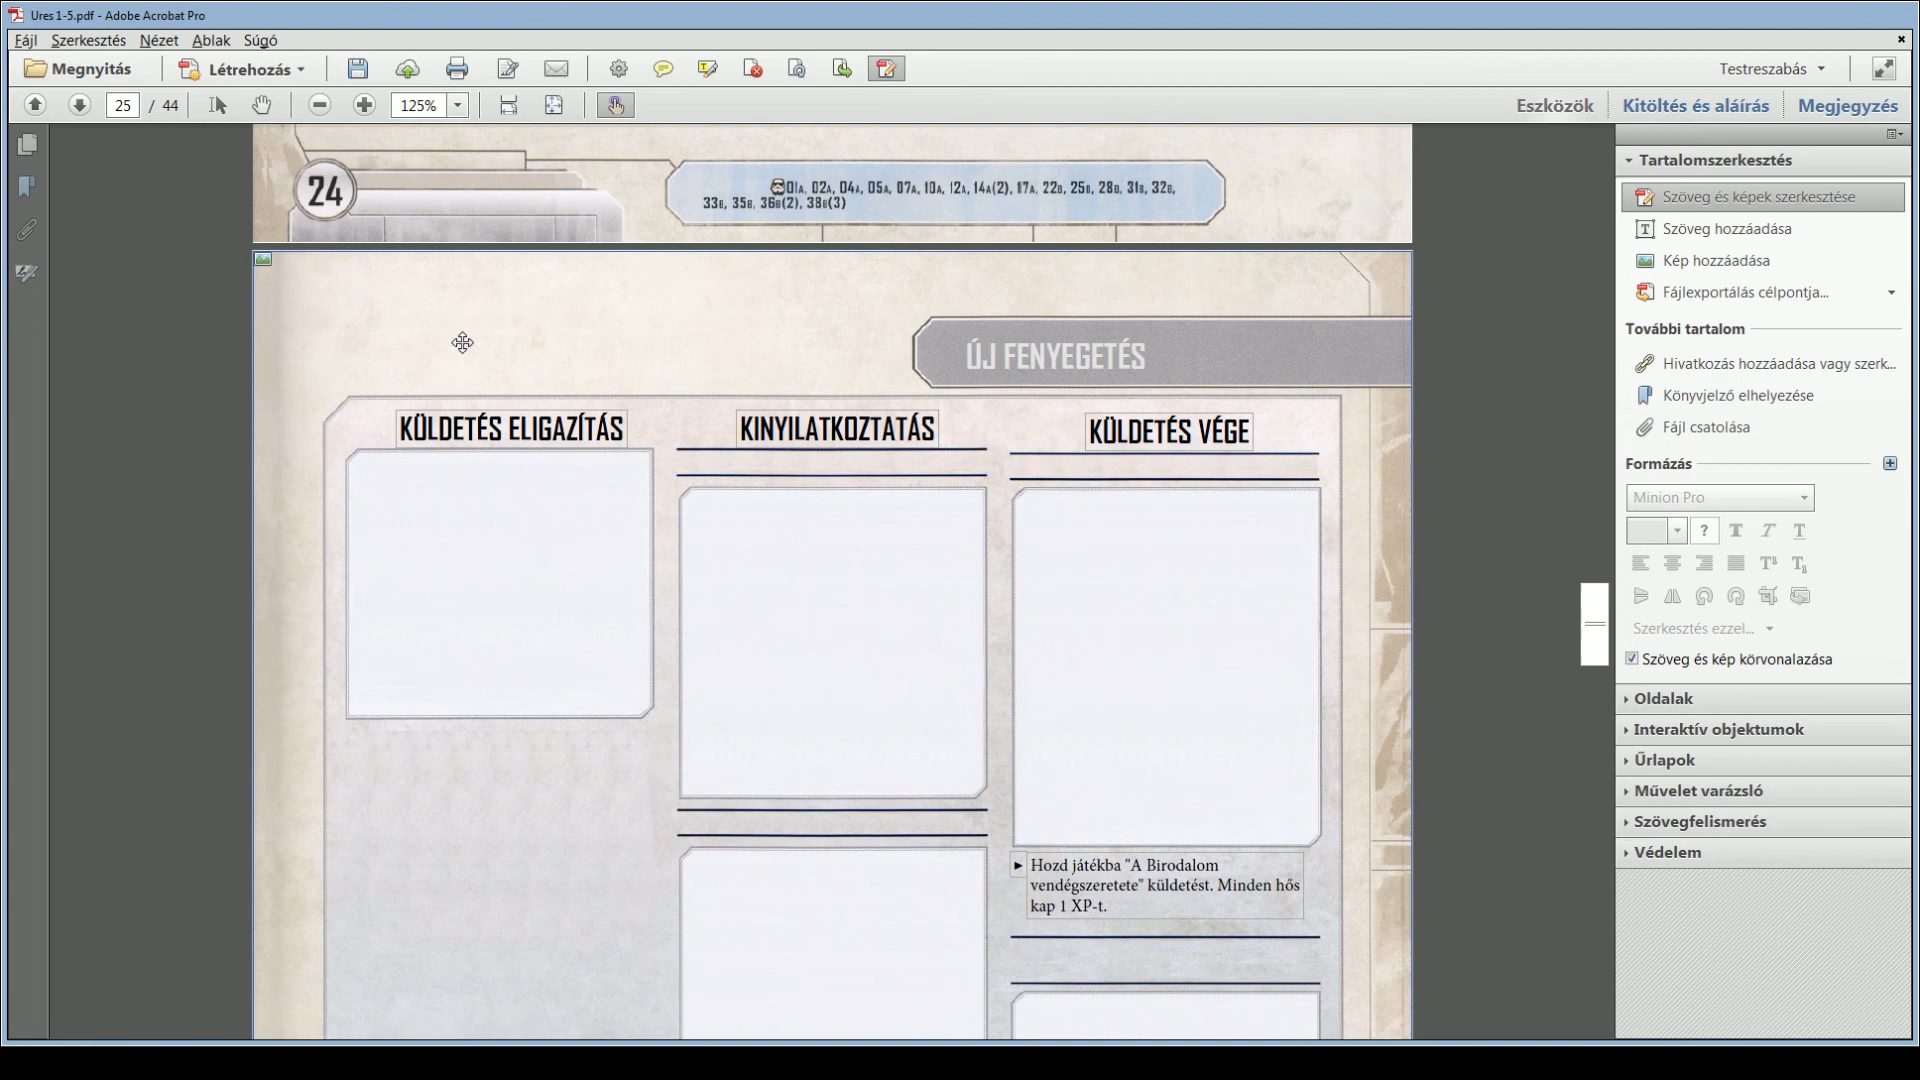 Ures 1-5.pdf - Adobe Acrobat Pro
Fájl Szerkesztés Nézet Ablak Súgó
Megnyitás Létrehozás Testreszabás
25 / 44 125% Eszközök Kitöltés és aláírás Megjegyzés
24
01A, 02A, 04A, 05A, 07A, 10A, 12A, 14A(2), 17A, 22B, 25B, 28B, 31B, 32B,
33B, 35B, 36B(2), 38B(3)
ÚJ FENYEGETÉS
KÜLDETÉS ELIGAZÍTÁS
KINYILATKOZTATÁS
KÜLDETÉS VÉGE
► Hozd játékba "A Birodalom
vendégszeretete" küldetést. Minden hős
kap 1 XP-t.
Tartalomszerkesztés
Szöveg és képek szerkesztése
Szöveg hozzáadása
Kép hozzáadása
Fájlexportálás célpontja...
További tartalom
Hivatkozás hozzáadása vagy szerk...
Könyvjelző elhelyezése
Fájl csatolása
Formázás
Minion Pro
Szerkesztés ezzel...
Szöveg és kép körvonalazása
Oldalak
Interaktív objektumok
Űrlapok
Művelet varázsló
Szövegfelismerés
Védelem